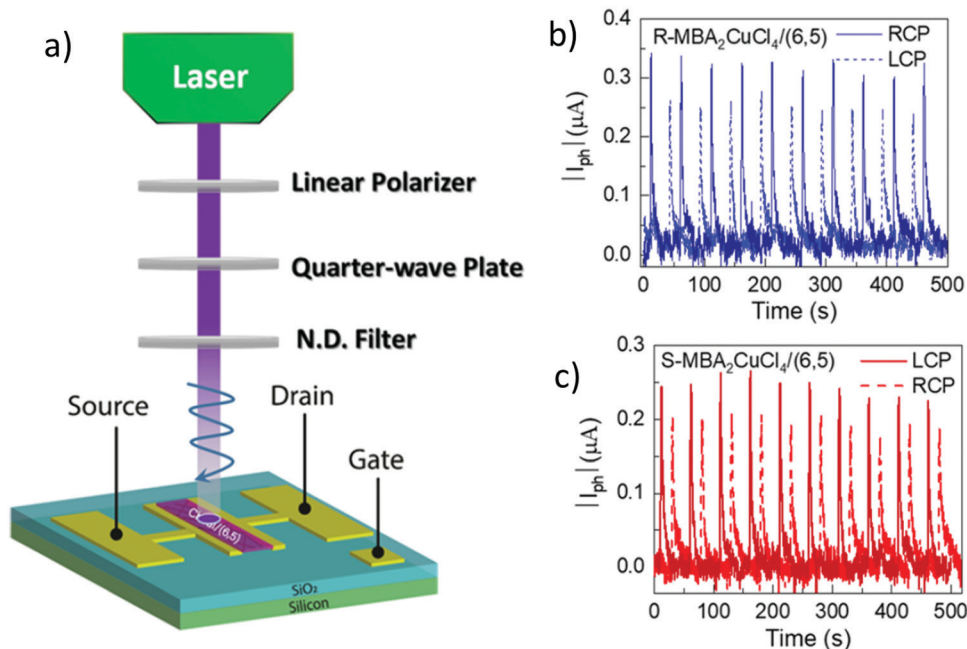 a)
Laser
Linear Polarizer
Quarter-wave Plate
N.D. Filter
Source
Drain
Gate
/(6,5)
SiO₂
Silicon
b)
R-MBA₂CuCl₄/(6,5)
RCP
LCP
|I_ph| (μA)
0.4
0.3
0.2
0.1
0.0
0 100 200 300 400 500
Time (s)
c)
S-MBA₂CuCl₄/(6,5)
LCP
RCP
|I_ph| (μA)
0.3
0.2
0.1
0.0
0 100 200 300 400 500
Time (s)